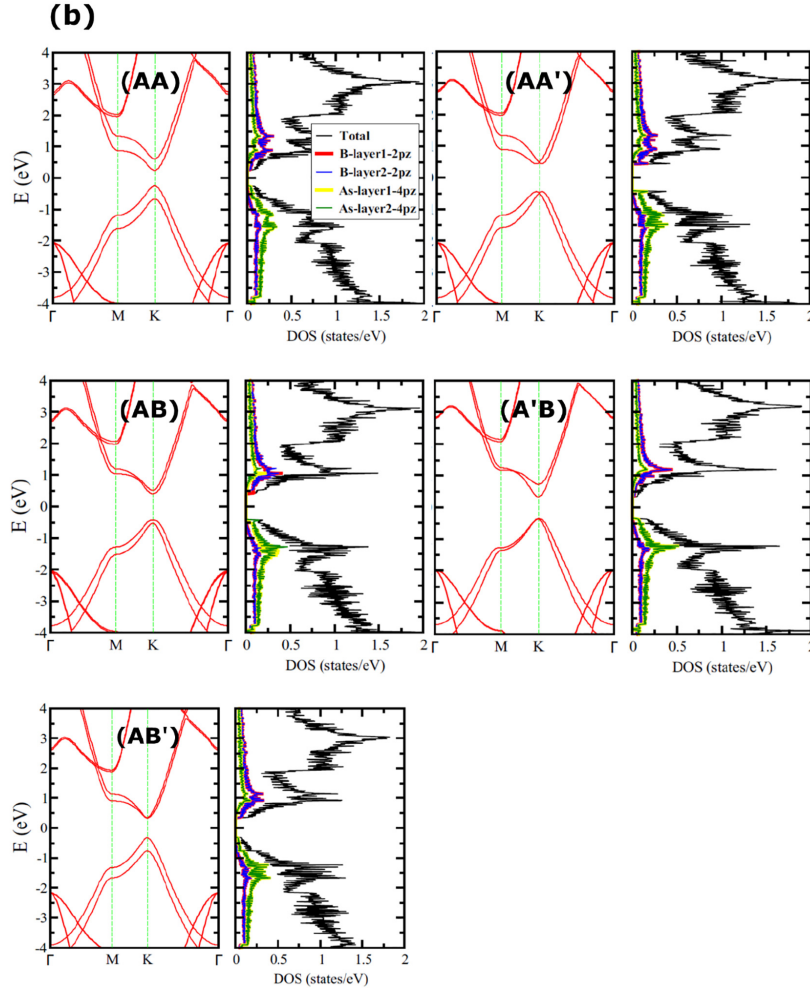 (b)
(AA)
E (eV)
4
3
2
1
0
-1
-2
-3
-4
Γ M K Γ
Total
B-layer1-2pz
B-layer2-2pz
As-layer1-4pz
As-layer2-4pz
0 0.5 1 1.5 2
DOS (states/eV)
(AA')
Γ M K Γ
0 0.5 1 1.5 2
DOS (states/eV)
(AB)
E (eV)
4
3
2
1
0
-1
-2
-3
-4
Γ M K Γ
0 0.5 1 1.5 2
DOS (states/eV)
(A'B)
Γ M K Γ
0 0.5 1 1.5 2
DOS (states/eV)
(AB')
E (eV)
4
3
2
1
0
-1
-2
-3
-4
Γ M K Γ
0 0.5 1 1.5 2
DOS (states/eV)